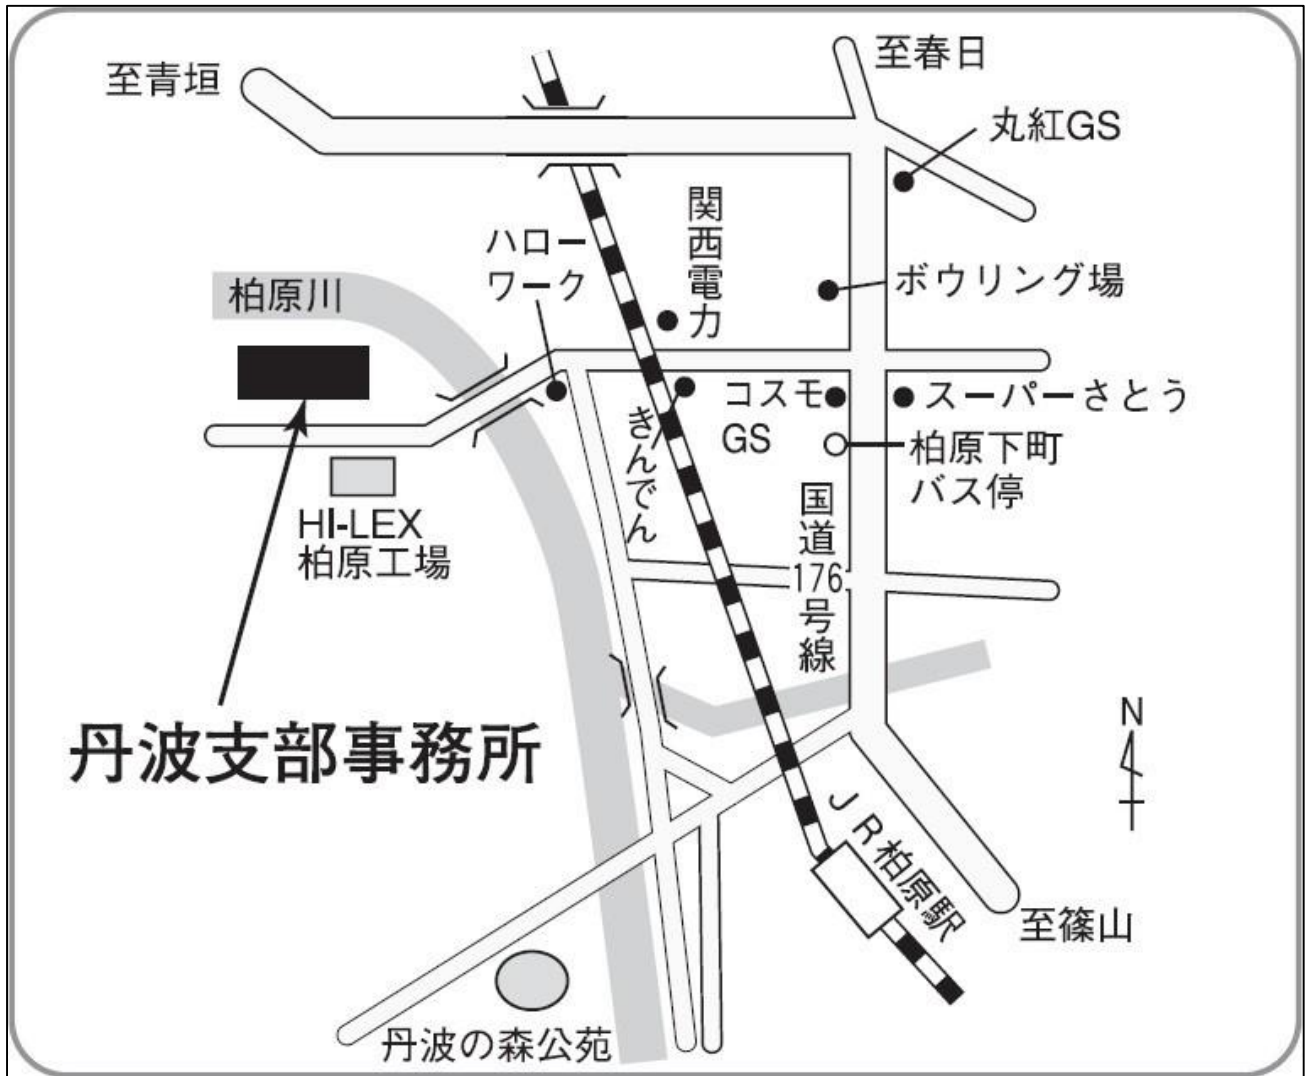 至青垣
至春日
丸紅GS
関西電力
ハロー
ワーク
ボウリング場
柏原川
コスモ
GS
スーパーさとう
柏原下町
バス停
きんでん
国道176号線
HI-LEX
柏原工場
丹波支部事務所
N
JR柏原駅
至篠山
丹波の森公苑